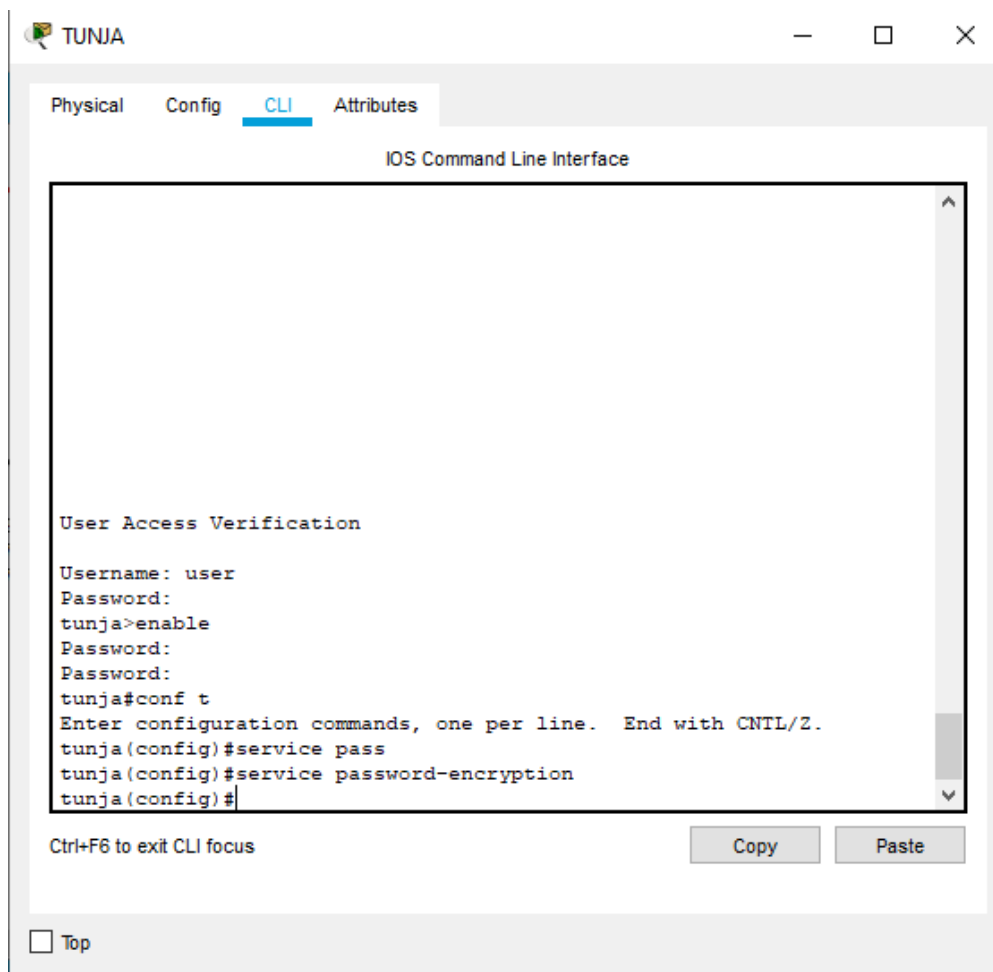 TUNJA
Physical Config CLI Attributes
IOS Command Line Interface
User Access Verification
Username: user
Password:
tunja>enable
Password:
Password:
tunja#conf t
Enter configuration commands, one per line.  End with CNTL/Z.
tunja(config)#service pass
tunja(config)#service password-encryption
tunja(config)#
Ctrl+F6 to exit CLI focus
Copy
Paste
Top